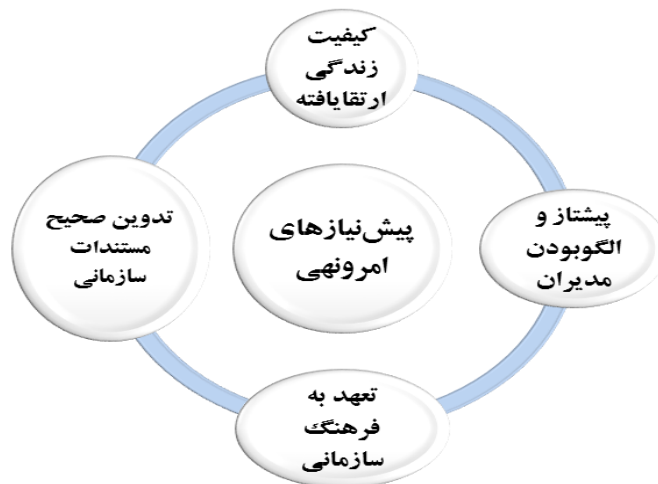 کیفیت
زندگی
ارتقایافته
پیشتاز و
الگوبودن
مدیران
پیش‌نیازهای
امرونهی
تدوین صحیح
مستندات
سازمانی
تعهد به
فرهنگ
سازمانی